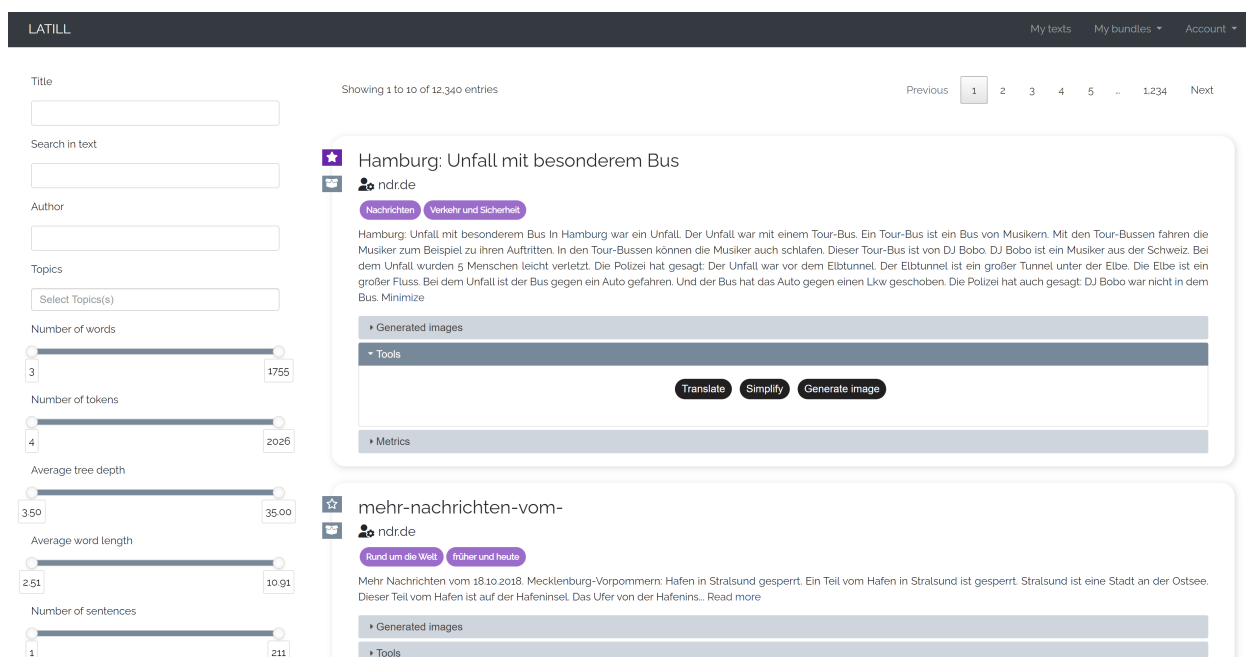 LATILL
My texts
My bundles
Account
Title
Search in text
Author
Topics
Select Topics(s)
Number of words
3
1755
Number of tokens
4
2026
Average tree depth
3.50
35.00
Average word length
2.51
10.91
Number of sentences
1
211
Showing 1 to 10 of 12,340 entries
Previous 1 2 3 4 5 … 1,234 Next
Hamburg: Unfall mit besonderem Bus
ndr.de
Nachrichten
Verkehr und Sicherheit
Hamburg: Unfall mit besonderem Bus In Hamburg war ein Unfall. Der Unfall war mit einem Tour-Bus. Ein Tour-Bus ist ein Bus von Musikern. Mit den Tour-Bussen fahren die
Musiker zum Beispiel zu ihren Auftritten. In den Tour-Bussen können die Musiker auch schlafen. Dieser Tour-Bus ist von DJ Bobo. DJ Bobo ist ein Musiker aus der Schweiz. Bei
dem Unfall wurden 5 Menschen leicht verletzt. Die Polizei hat gesagt: Der Unfall war vor dem Elbtunnel. Der Elbtunnel ist ein großer Tunnel unter der Elbe. Die Elbe ist ein
großer Fluss. Bei dem Unfall ist der Bus gegen ein Auto gefahren. Und der Bus hat das Auto gegen einen Lkw geschoben. Die Polizei hat auch gesagt: DJ Bobo war nicht in dem
Bus. Minimize
Generated images
Tools
Translate
Simplify
Generate image
Metrics
mehr-nachrichten-vom-
ndr.de
Rund um die Welt
früher und heute
Mehr Nachrichten vom 18.10.2018. Mecklenburg-Vorpommern: Hafen in Stralsund gesperrt. Ein Teil vom Hafen in Stralsund ist gesperrt. Stralsund ist eine Stadt an der Ostsee.
Dieser Teil vom Hafen ist auf der Hafeninsel. Das Ufer von der Hafenins... Read more
Generated images
Tools